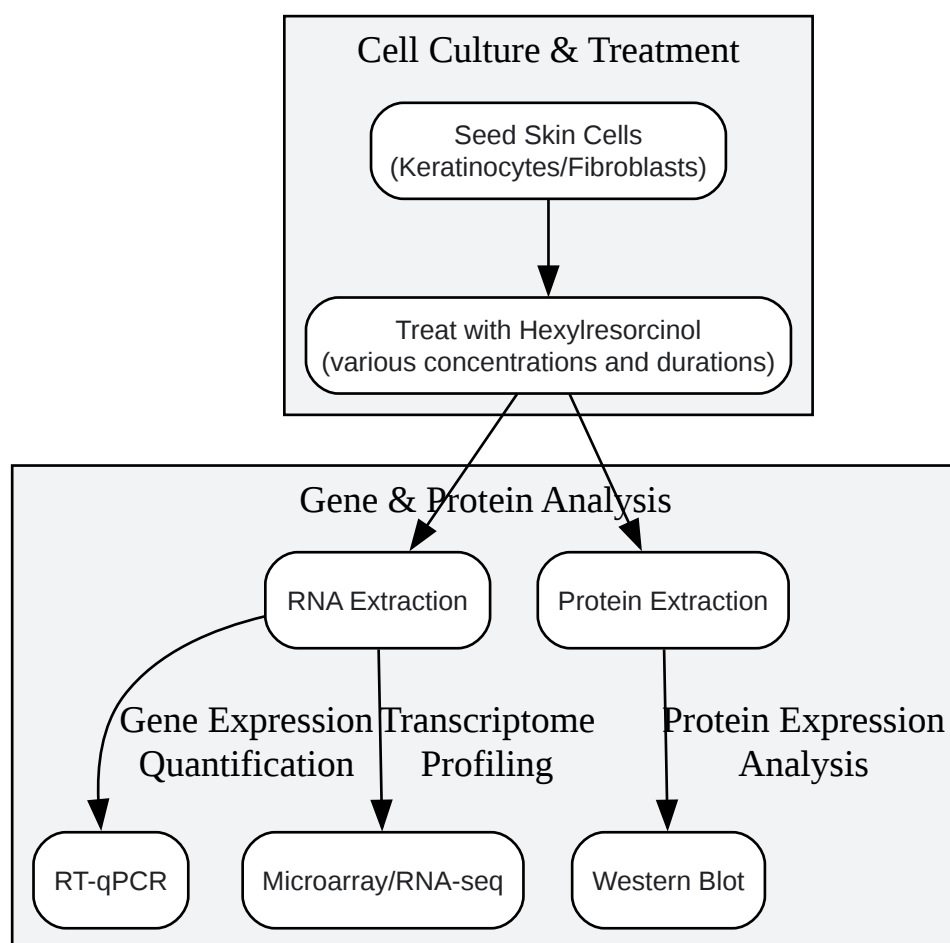 Cell Culture & Treatment
Seed Skin Cells
(Keratinocytes/Fibroblasts)
Treat with Hexylresorcinol
(various concentrations and durations)
Gene & Protein Analysis
RNA Extraction
Protein Extraction
Gene Expression
Quantification
Transcriptome
Profiling
Protein Expression
Analysis
RT-qPCR
Microarray/RNA-seq
Western Blot